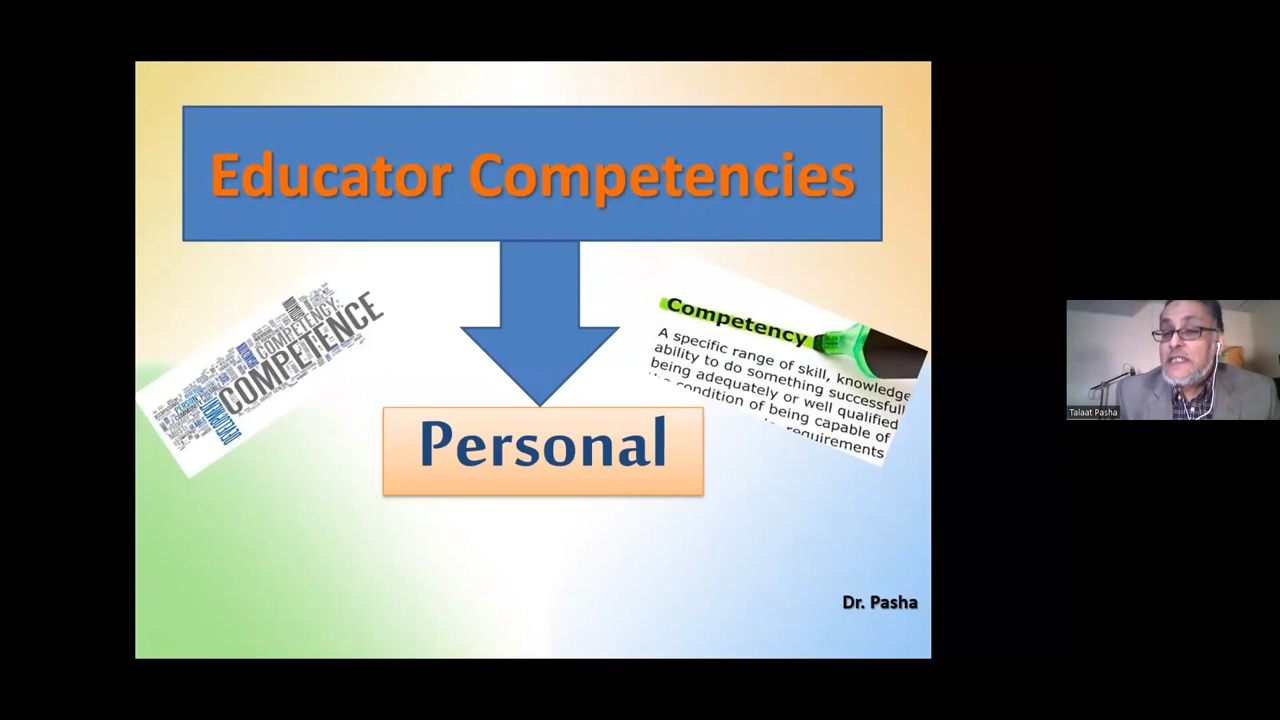 Educator Competencies
COMPETENCY
COMPETENCE
Competency
A specific range of skill, knowledge
ability to do something successfull
being adequately or well qualified
condition of being capable of
requirements
Personal
Talaat Pasha
Dr. Pasha